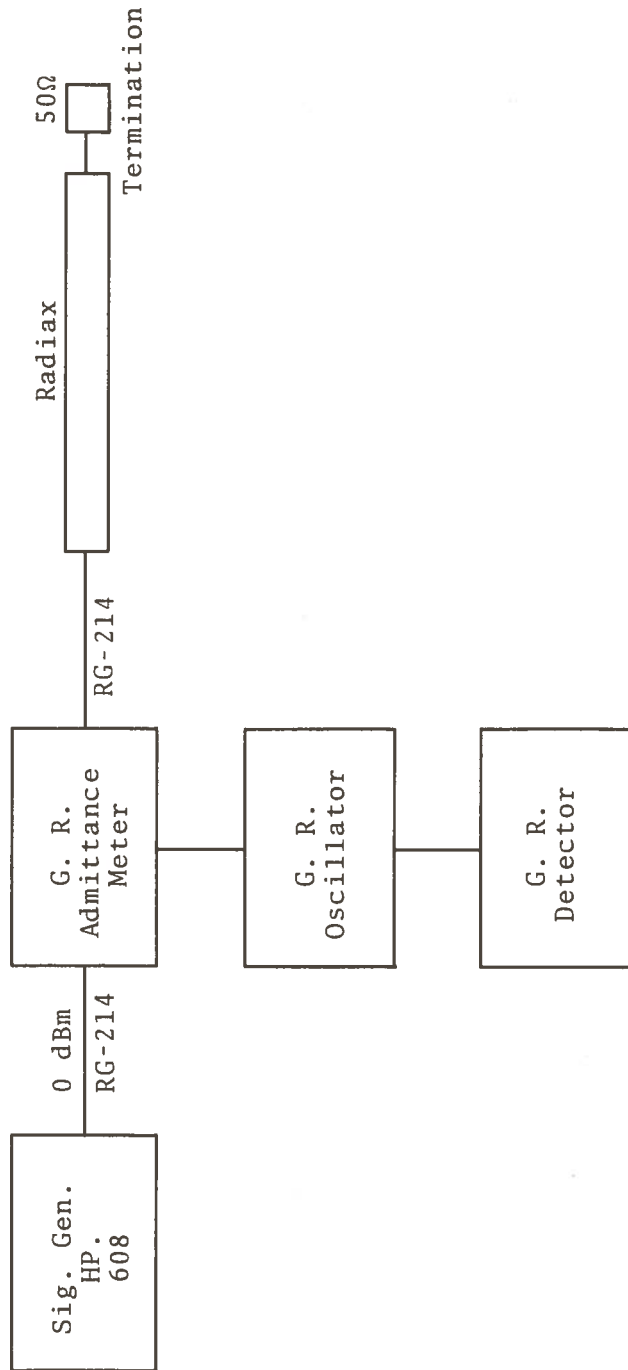 Sig. Gen.
HP.
608
0 dBm
RG-214
G. R.
Admittance
Meter
RG-214
Radiax
50Ω
Termination
G. R.
Oscillator
G. R.
Detector